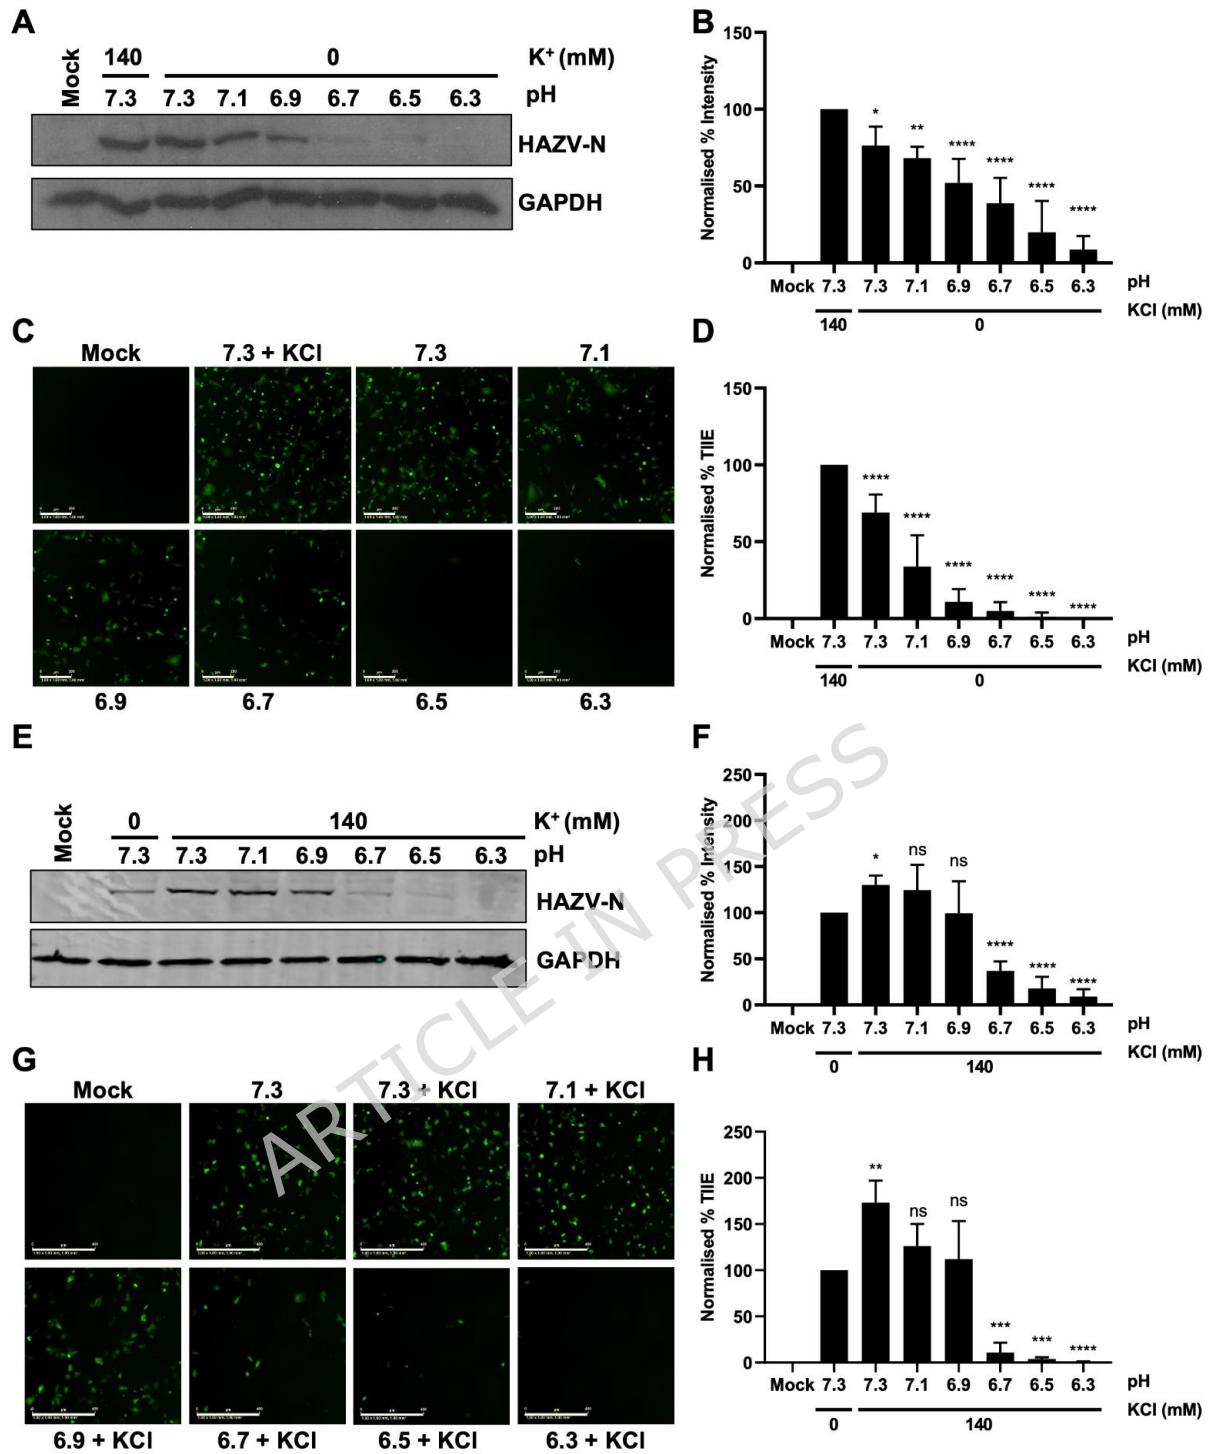 A
Mock
140
0
K+ (mM)
7.3 7.3 7.1 6.9 6.7 6.5 6.3
pH
HAZV-N
GAPDH
B
Normalised % Intensity
150
100
50
0
* ** **** **** **** ****
Mock 7.3 7.3 7.1 6.9 6.7 6.5 6.3 pH
140 0 KCl (mM)
C
Mock 7.3 + KCl 7.3 7.1
6.9 6.7 6.5 6.3
D
Normalised % TIIE
150
100
50
0
**** **** **** **** **** ****
Mock 7.3 7.3 7.1 6.9 6.7 6.5 6.3 pH
140 0 KCl (mM)
E
Mock
0
140
K+ (mM)
7.3 7.3 7.1 6.9 6.7 6.5 6.3 pH
HAZV-N
GAPDH
F
Normalised % Intensity
250
200
150
100
50
0
* ns ns **** **** ****
Mock 7.3 7.3 7.1 6.9 6.7 6.5 6.3 pH
0 140 KCl (mM)
G
Mock 7.3 7.3 + KCl 7.1 + KCl
6.9 + KCl 6.7 + KCl 6.5 + KCl 6.3 + KCl
H
Normalised % TIIE
250
200
150
100
50
0
** ns ns *** *** ****
Mock 7.3 7.3 7.1 6.9 6.7 6.5 6.3 pH
0 140 KCl (mM)
ARTICLE IN PRESS